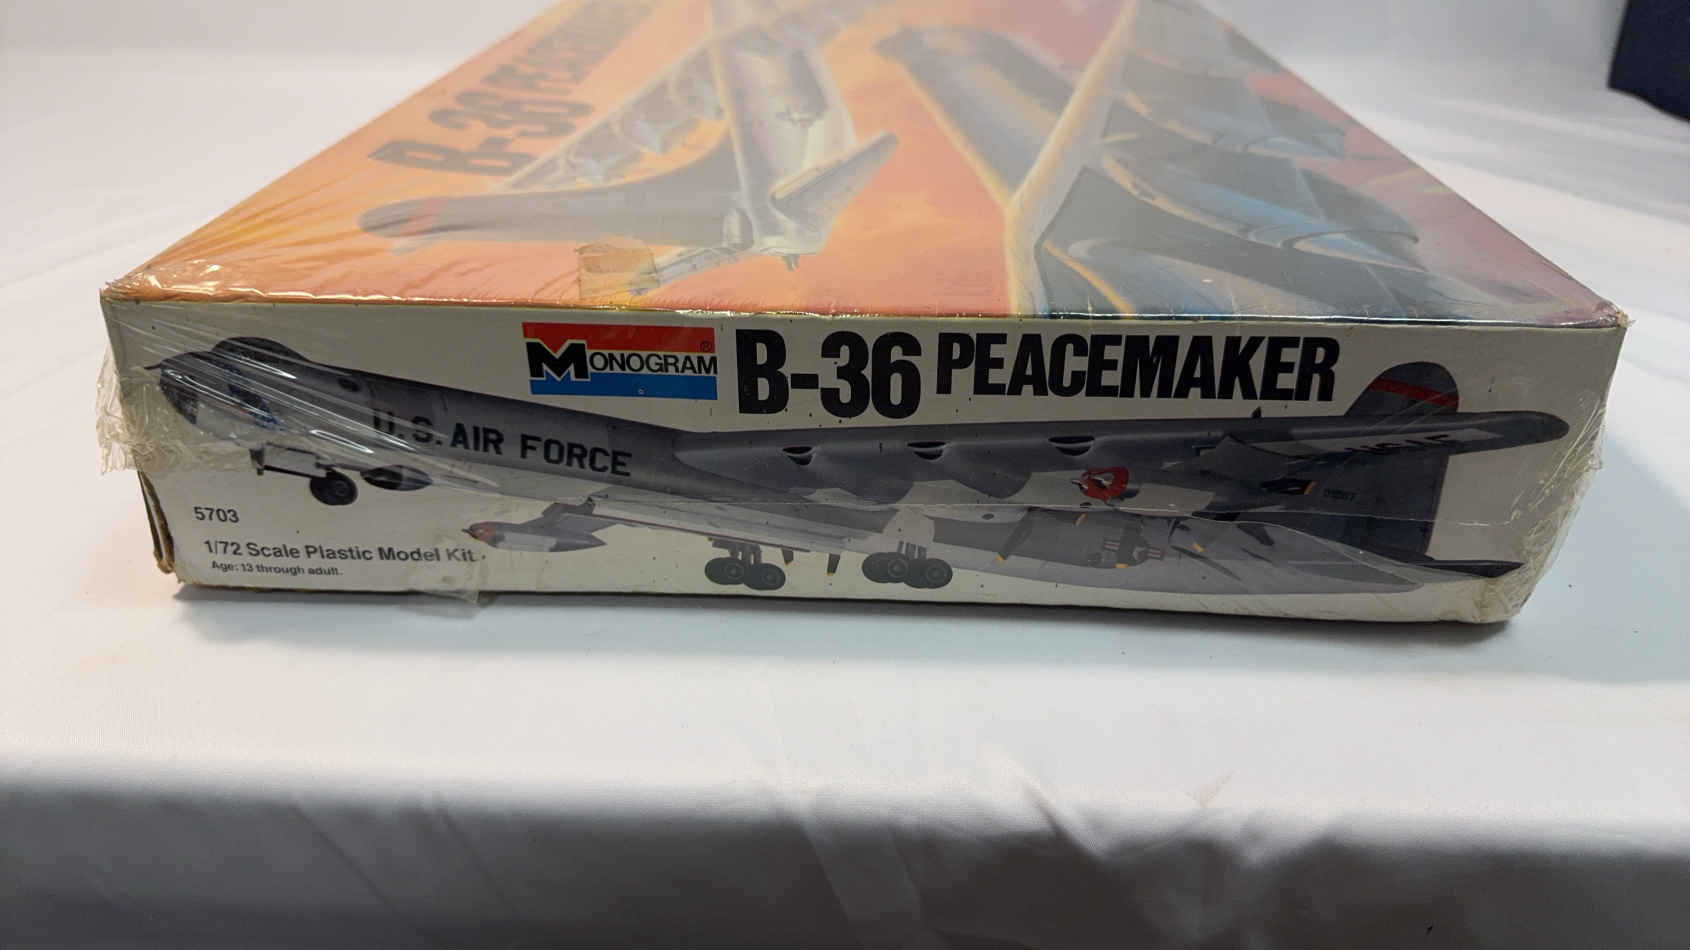 B-36 PEACEMAKER
MONOGRAM®
B-36 PEACEMAKER
U.S. AIR FORCE
5703
1/72 Scale Plastic Model Kit.
Age: 13 through adult.